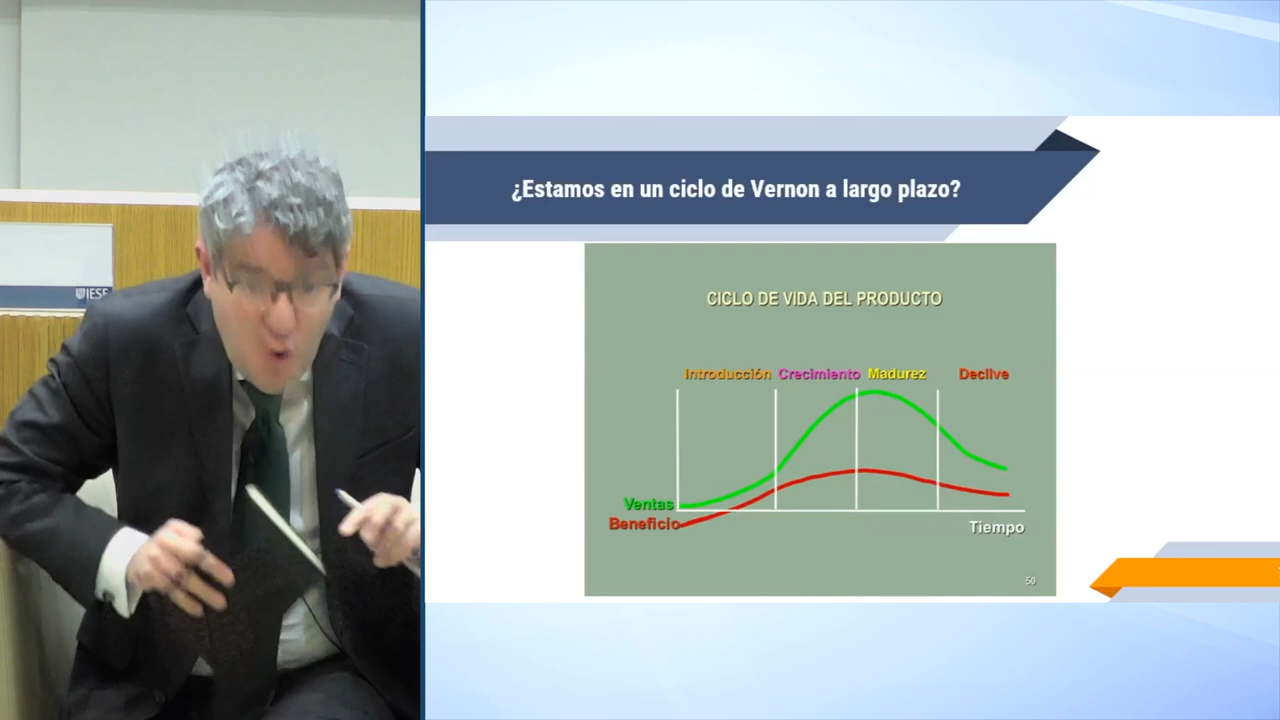 ¿Estamos en un ciclo de Vernon a largo plazo?
CICLO DE VIDA DEL PRODUCTO
Introducción Crecimiento Madurez Declive
Ventas
Beneficio
Tiempo
50
IESE